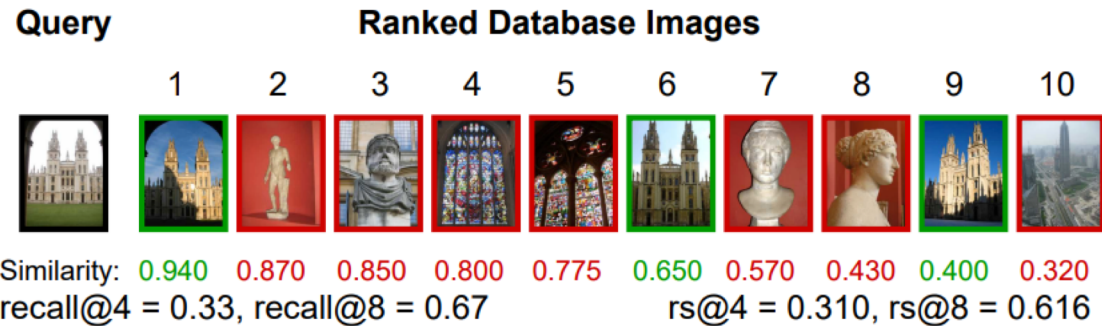 Query Ranked Database Images
1 2 3 4 5 6 7 8 9 10
Similarity: 0.940 0.870 0.850 0.800 0.775 0.650 0.570 0.430 0.400 0.320
recall@4 = 0.33, recall@8 = 0.67 rs@4 = 0.310, rs@8 = 0.616